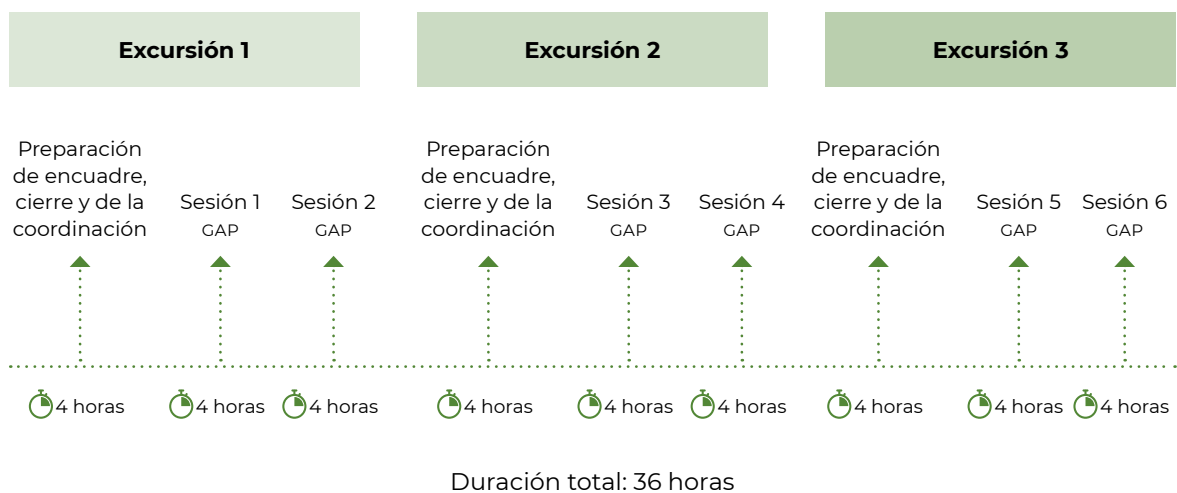 Excursión 1
Excursión 2
Excursión 3
Preparación
de encuadre,
cierre y de la
coordinación
Sesión 1
GAP
Sesión 2
GAP
Preparación
de encuadre,
cierre y de la
coordinación
Sesión 3
GAP
Sesión 4
GAP
Preparación
de encuadre,
cierre y de la
coordinación
Sesión 5
GAP
Sesión 6
GAP
4 horas
4 horas
4 horas
4 horas
4 horas
4 horas
4 horas
4 horas
4 horas
Duración total: 36 horas